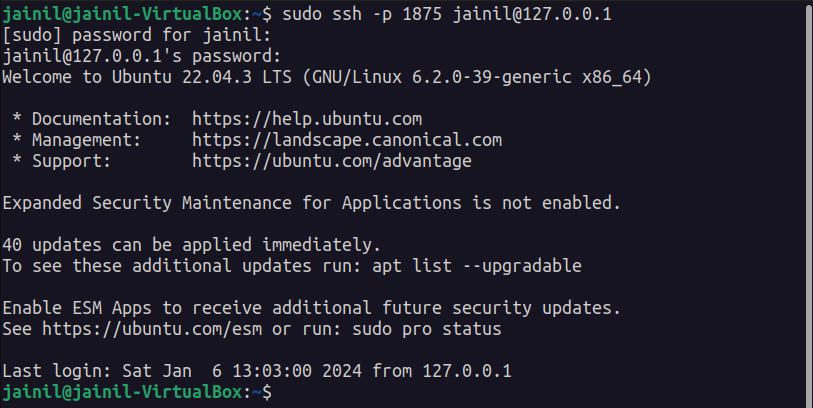 jainil@jainil-VirtualBox:~$ sudo ssh -p 1875 jainil@127.0.0.1
[sudo] password for jainil:
jainil@127.0.0.1's password:
Welcome to Ubuntu 22.04.3 LTS (GNU/Linux 6.2.0-39-generic x86_64)

 * Documentation:  https://help.ubuntu.com
 * Management:     https://landscape.canonical.com
 * Support:        https://ubuntu.com/advantage

Expanded Security Maintenance for Applications is not enabled.

40 updates can be applied immediately.
To see these additional updates run: apt list --upgradable

Enable ESM Apps to receive additional future security updates.
See https://ubuntu.com/esm or run: sudo pro status

Last login: Sat Jan  6 13:03:00 2024 from 127.0.0.1
jainil@jainil-VirtualBox:~$